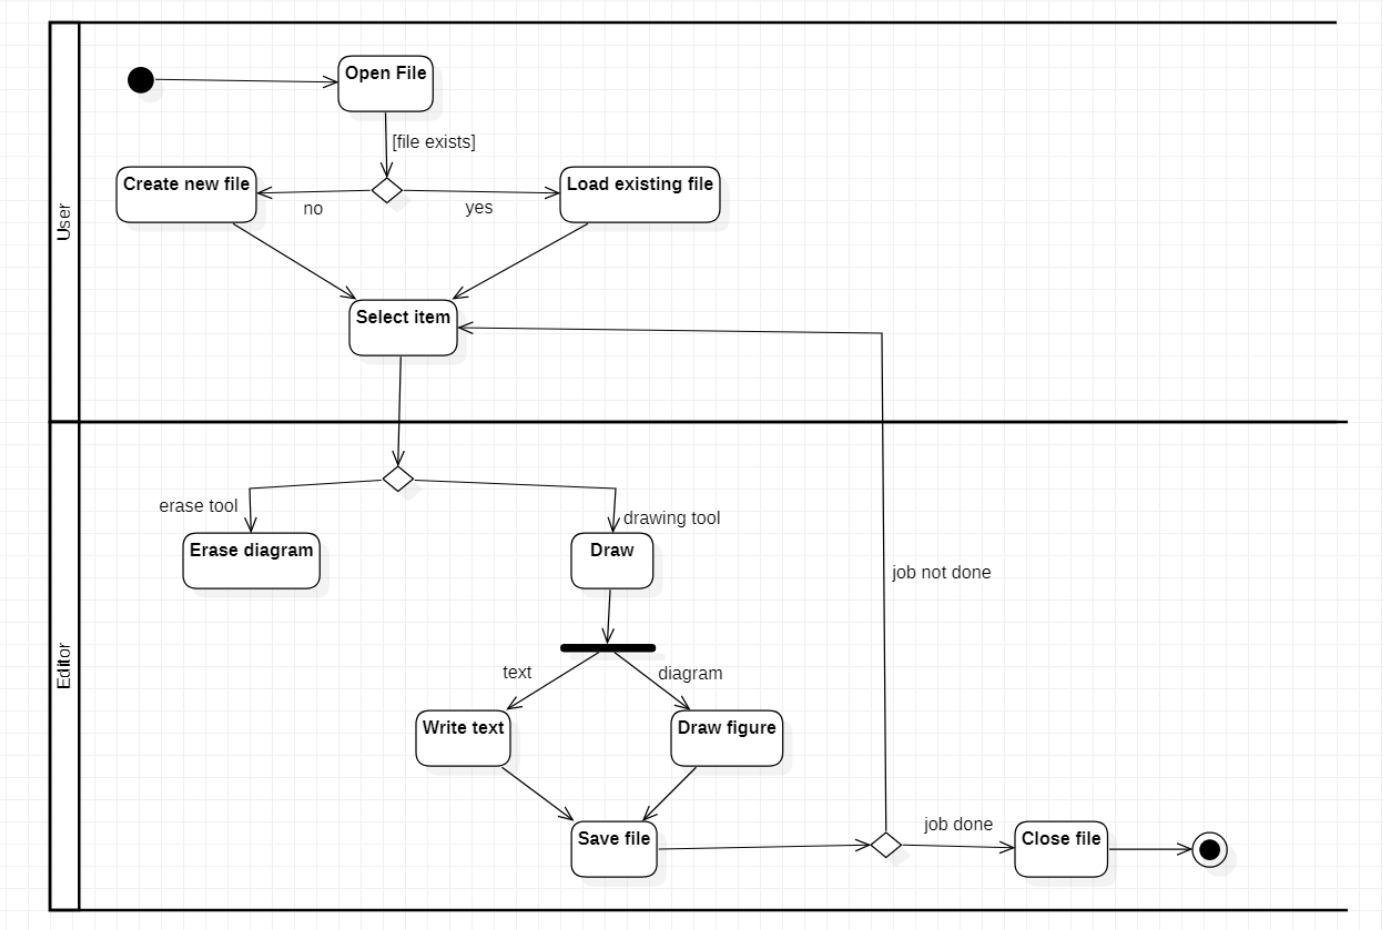 User
Open File
[file exists]
Create new file
Load existing file
no
yes
Select item
Editor
erase tool
drawing tool
Erase diagram
Draw
job not done
text
diagram
Write text
Draw figure
job done
Save file
Close file